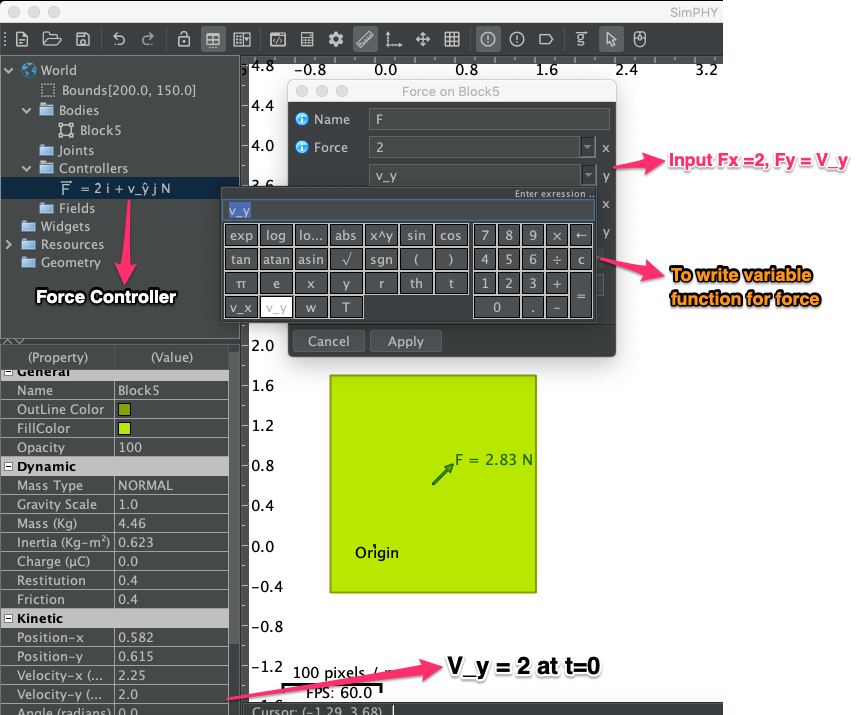 SimPHY
World
Bounds[200.0, 150.0]
Bodies
Block5
Joints
Controllers
F = 2 i + v_ŷ j N
Fields
Widgets
Resources
Geometry
Force Controller
-0.8 0.0 0.8 1.6 2.4 3.2
4.8
4.4
4.0
3.6
Force on Block5
Name F
Force 2 x
v_y y
x
y
Input Fx =2, Fy = V_y
Enter exression ..
v_y
exp log lo... abs x^y sin cos 7 8 9 × ←
tan atan asin √ sgn ( ) 4 5 6 ÷ c
π e x y r th t 1 2 3 + =
v_x v_y w T 0 . –
To write variable
function for force
Cancel Apply
2.0
1.6
1.2
0.8
0.4
0.0
-0.4
-0.8
-1.2
F = 2.83 N
Origin
(Property) (Value)
General
Name Block5
OutLine Color
FillColor
Opacity 100
Dynamic
Mass Type NORMAL
Gravity Scale 1.0
Mass (Kg) 4.46
Inertia (Kg-m²) 0.623
Charge (μC) 0.0
Restitution 0.4
Friction 0.4
Kinetic
Position-x 0.582
Position-y 0.615
Velocity-x (... 2.25
Velocity-y (... 2.0
Angle (radians) 0.0
V_y = 2 at t=0
100 pixels /
FPS: 60.0
Cursor: (-1.29, 3.68)